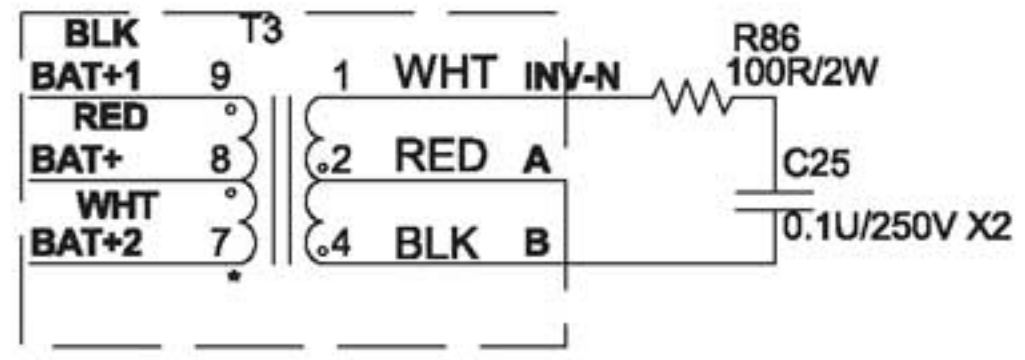 BLK T3
BAT+1 9 1 WHT INV-N
R86
100R/2W
RED
BAT+ 8 2 RED A
C25
WHT
0.1U/250V X2
BAT+2 7 4 BLK B
*